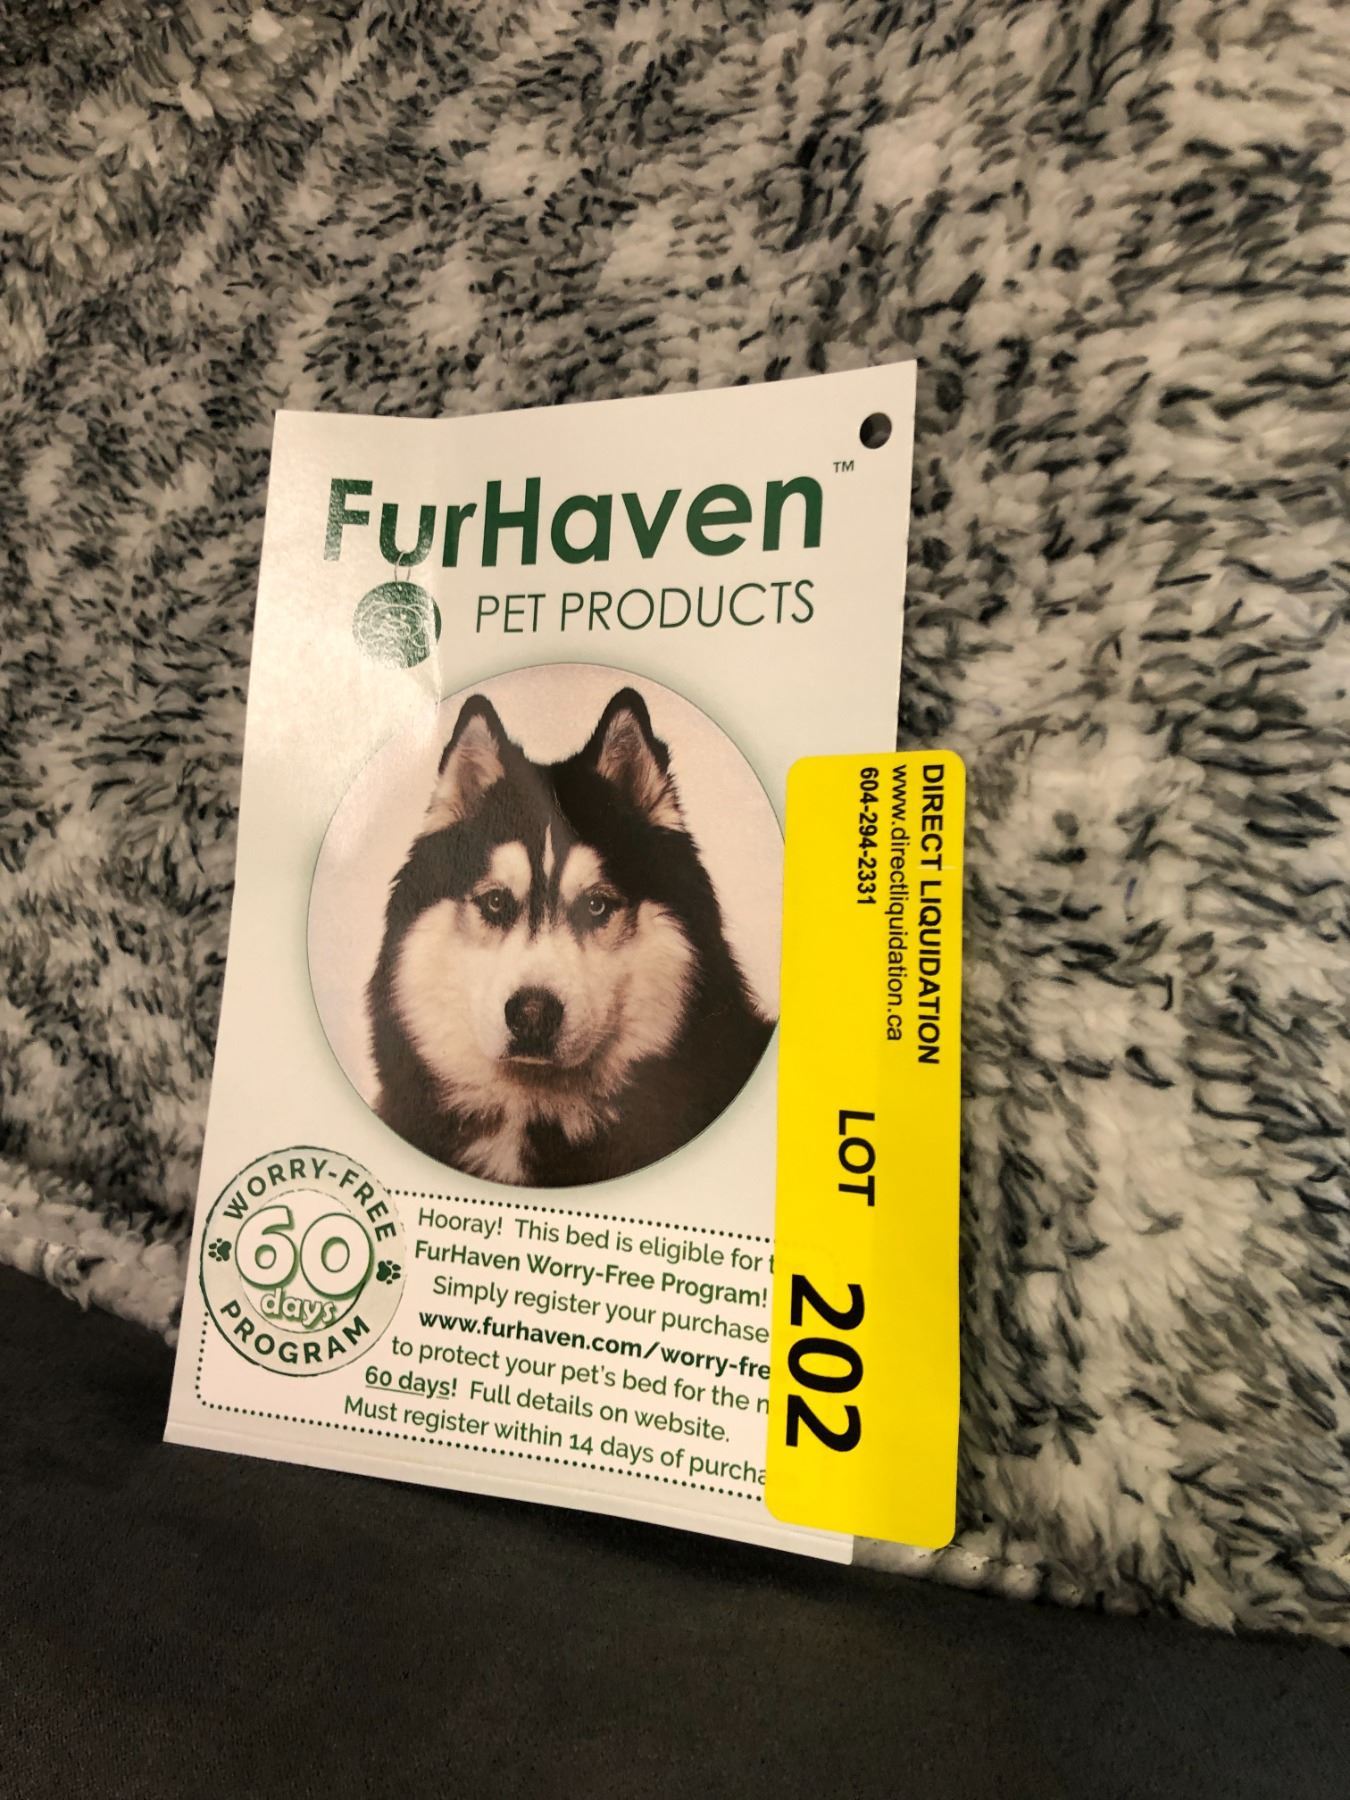 FurHaven™
PET PRODUCTS
WORRY-FREE
60
days
PROGRAM
Hooray! This bed is eligible for
FurHaven Worry-Free Program!
Simply register your purchase
www.furhaven.com/worry-fre
to protect your pet's bed for the
60 days! Full details on website.
Must register within 14 days of purcha
DIRECT LIQUIDATION
www.directliquidation.ca
604-294-2331
LOT
202